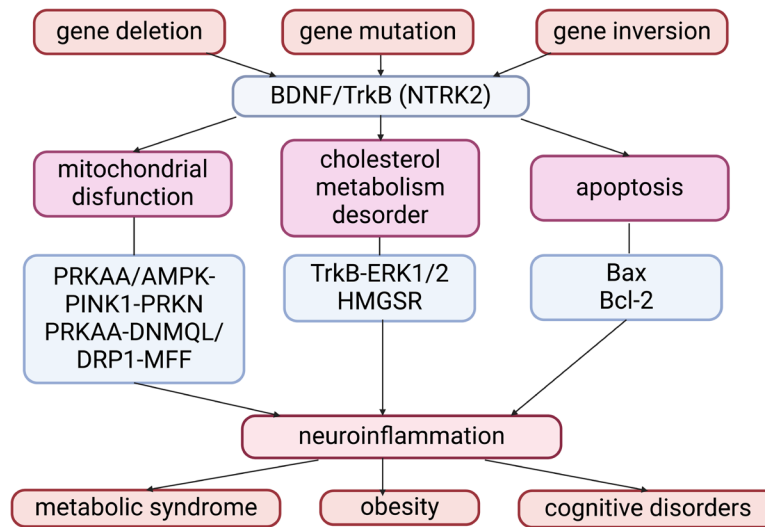 gene deletion
gene mutation
gene inversion
BDNF/TrkB (NTRK2)
mitochondrial
disfunction
cholesterol
metabolism
desorder
apoptosis
PRKAA/AMPK-
PINK1-PRKN
PRKAA-DNMQL/
DRP1-MFF
TrkB-ERK1/2
HMGSR
Bax
Bcl-2
neuroinflammation
metabolic syndrome
obesity
cognitive disorders